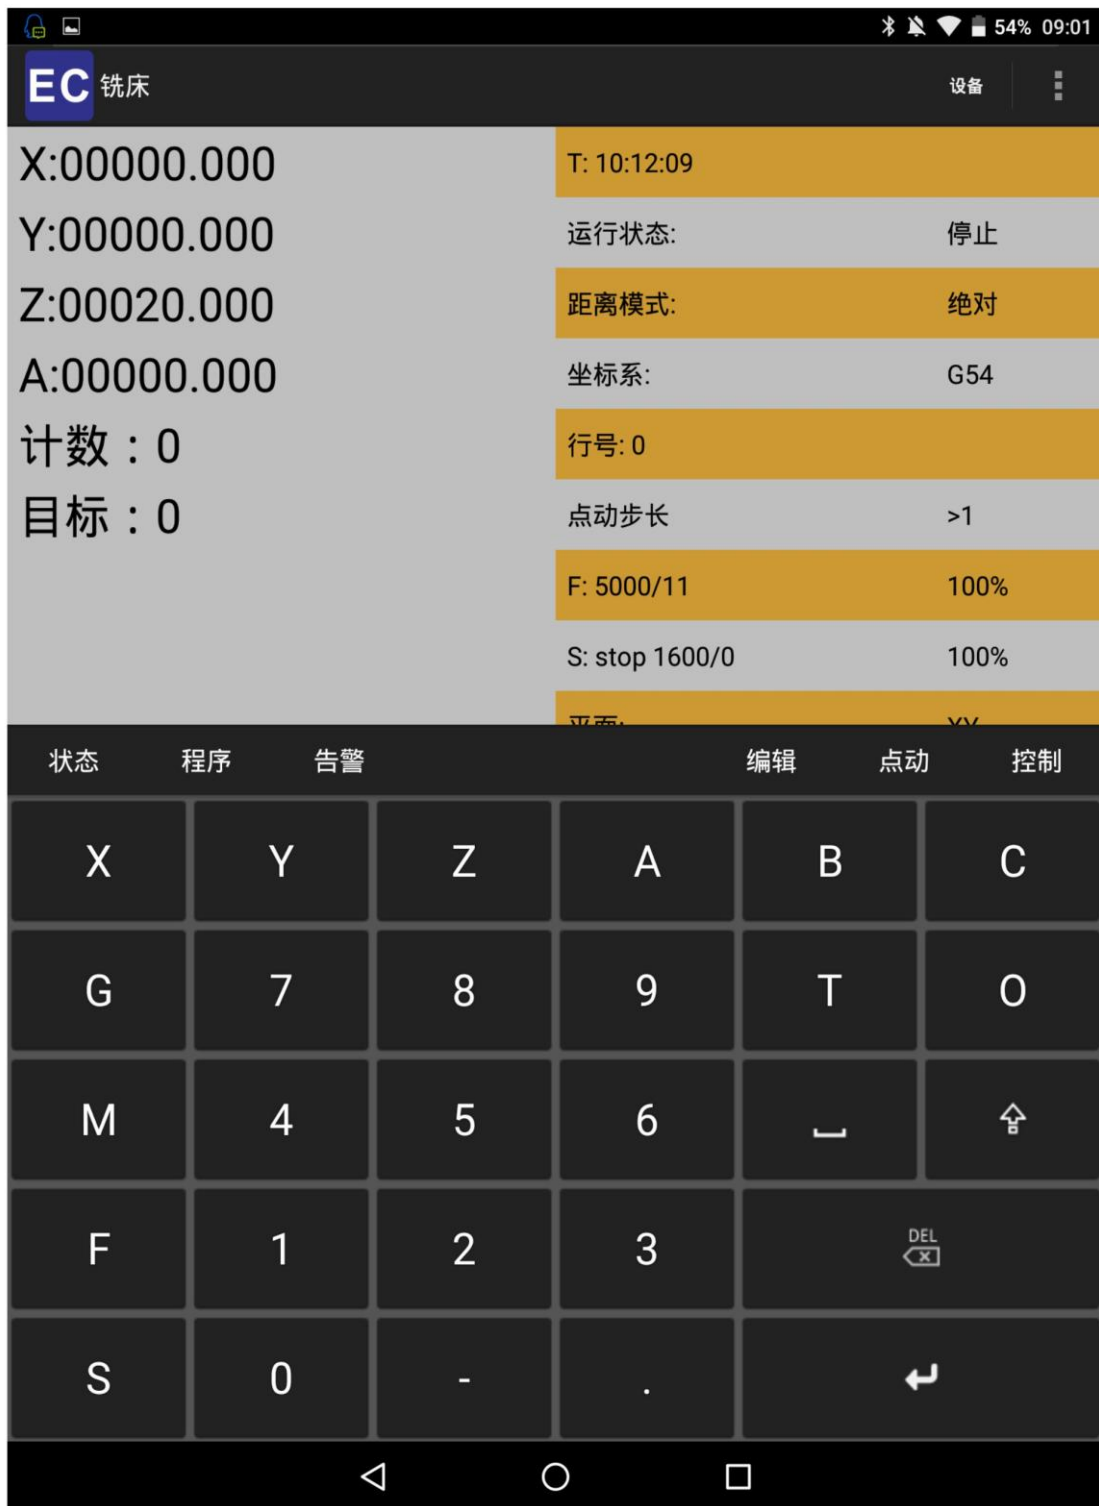 54% 09:01
EC 铣床 设备
X:00000.000
Y:00000.000
Z:00020.000
A:00000.000
计数：0
目标：0
T: 10:12:09
运行状态: 停止
距离模式: 绝对
坐标系: G54
行号: 0
点动步长 >1
F: 5000/11 100%
S: stop 1600/0 100%
平面: XY
状态 程序 告警 编辑 点动 控制
X Y Z A B C
G 7 8 9 T O
M 4 5 6
F 1 2 3 DEL
S 0 - .